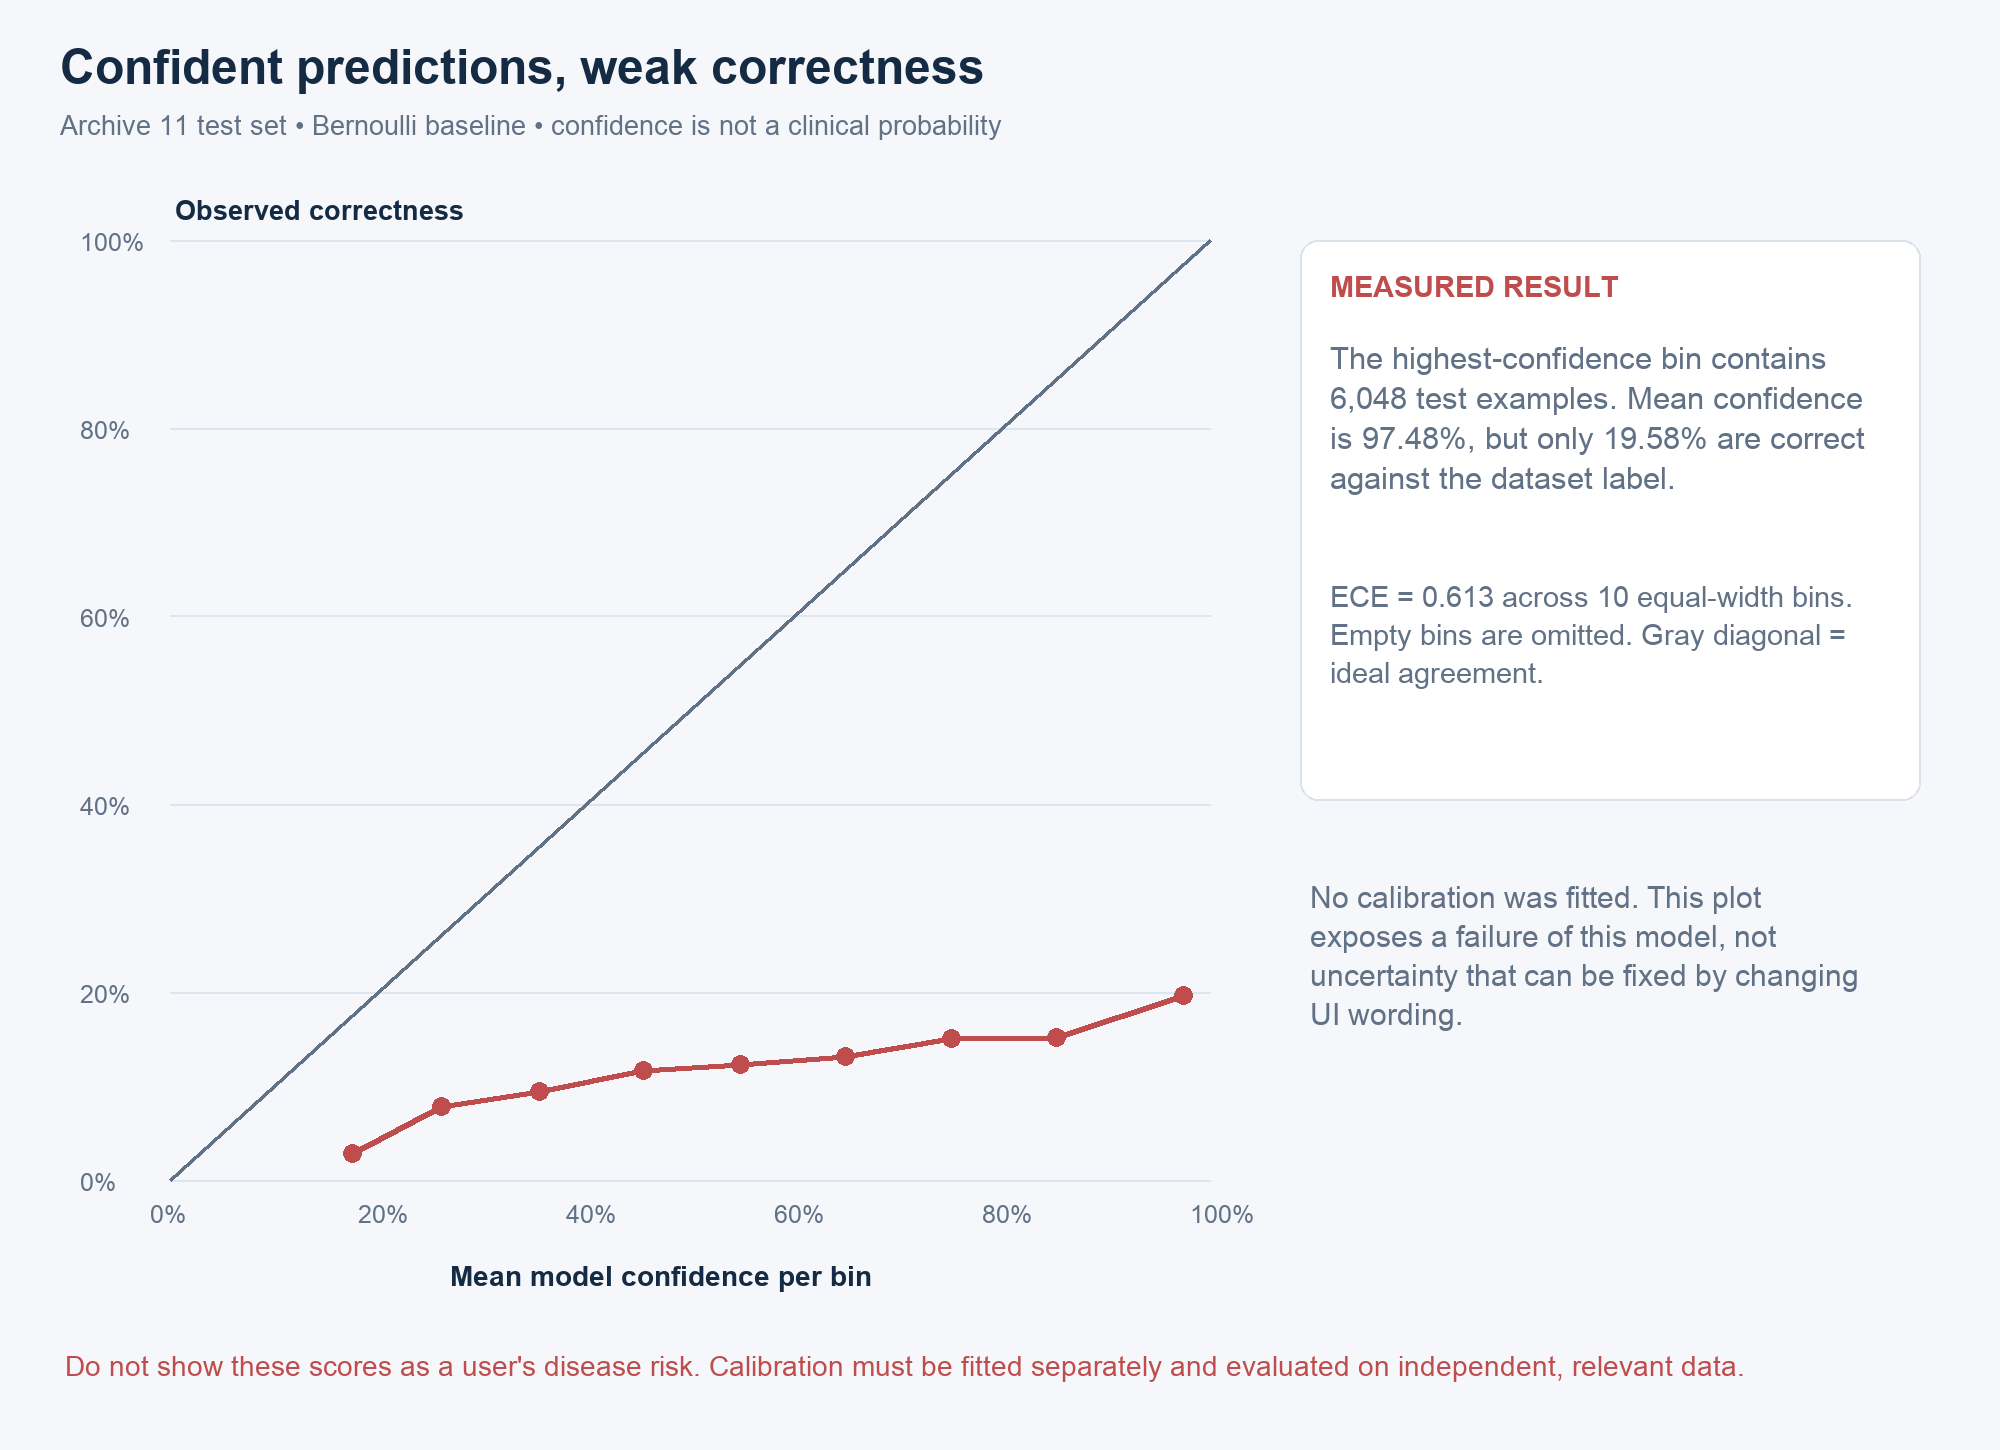 Confident predictions, weak correctness
Archive 11 test set • Bernoulli baseline • confidence is not a clinical probability
Observed correctness
100%
80%
60%
40%
20%
0%
0%
20%
40%
60%
80%
100%
Mean model confidence per bin
MEASURED RESULT
The highest-confidence bin contains
6,048 test examples. Mean confidence
is 97.48%, but only 19.58% are correct
against the dataset label.
ECE = 0.613 across 10 equal-width bins.
Empty bins are omitted. Gray diagonal =
ideal agreement.
No calibration was fitted. This plot
exposes a failure of this model, not
uncertainty that can be fixed by changing
UI wording.
Do not show these scores as a user's disease risk. Calibration must be fitted separately and evaluated on independent, relevant data.